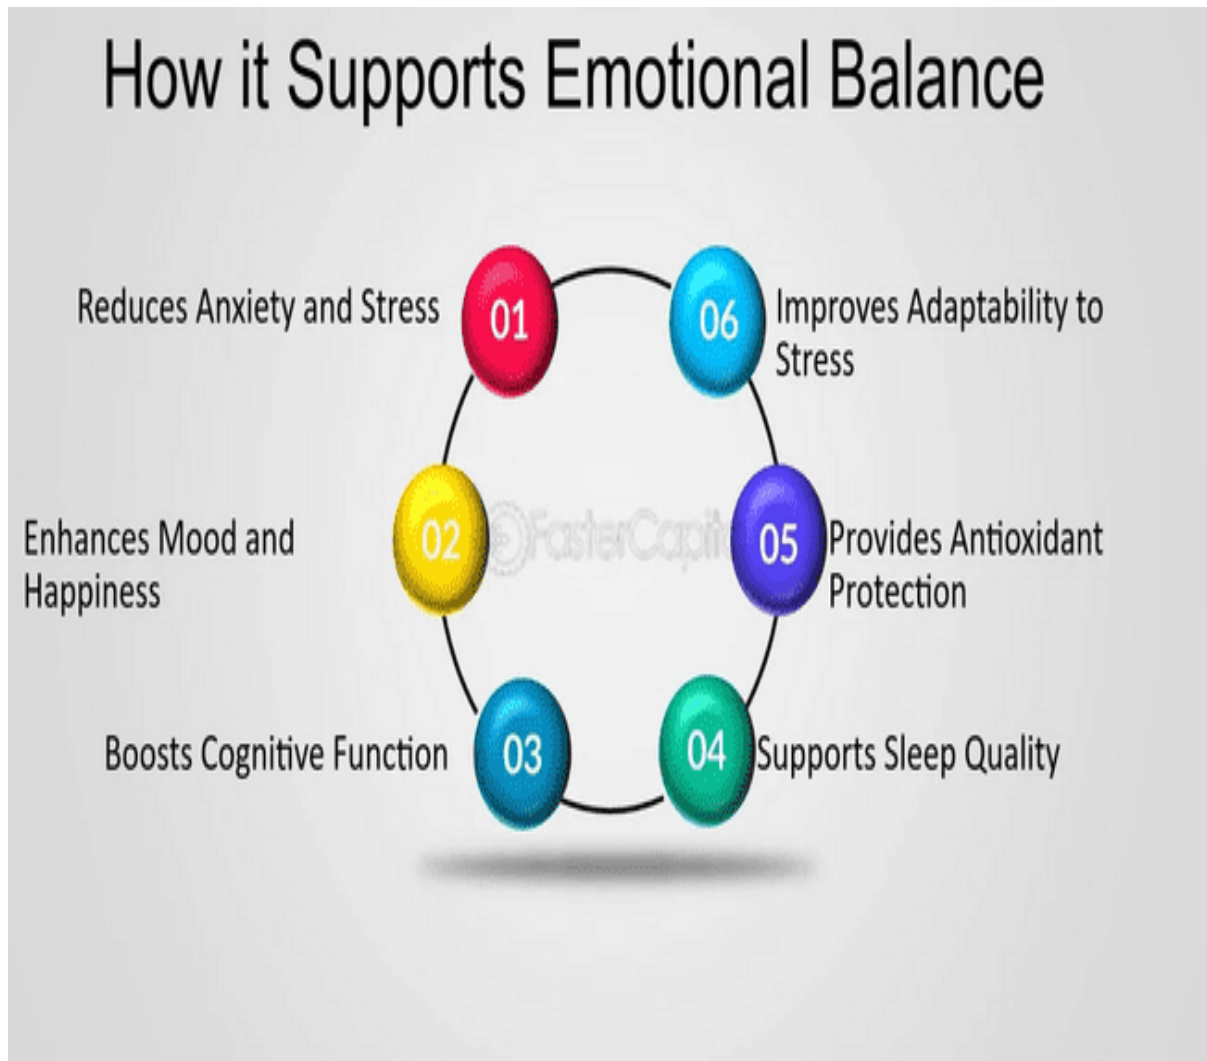 How it Supports Emotional Balance
01
Reduces Anxiety and Stress
02
Enhances Mood and
Happiness
03
Boosts Cognitive Function
04
Supports Sleep Quality
05
Provides Antioxidant
Protection
06
Improves Adaptability to
Stress